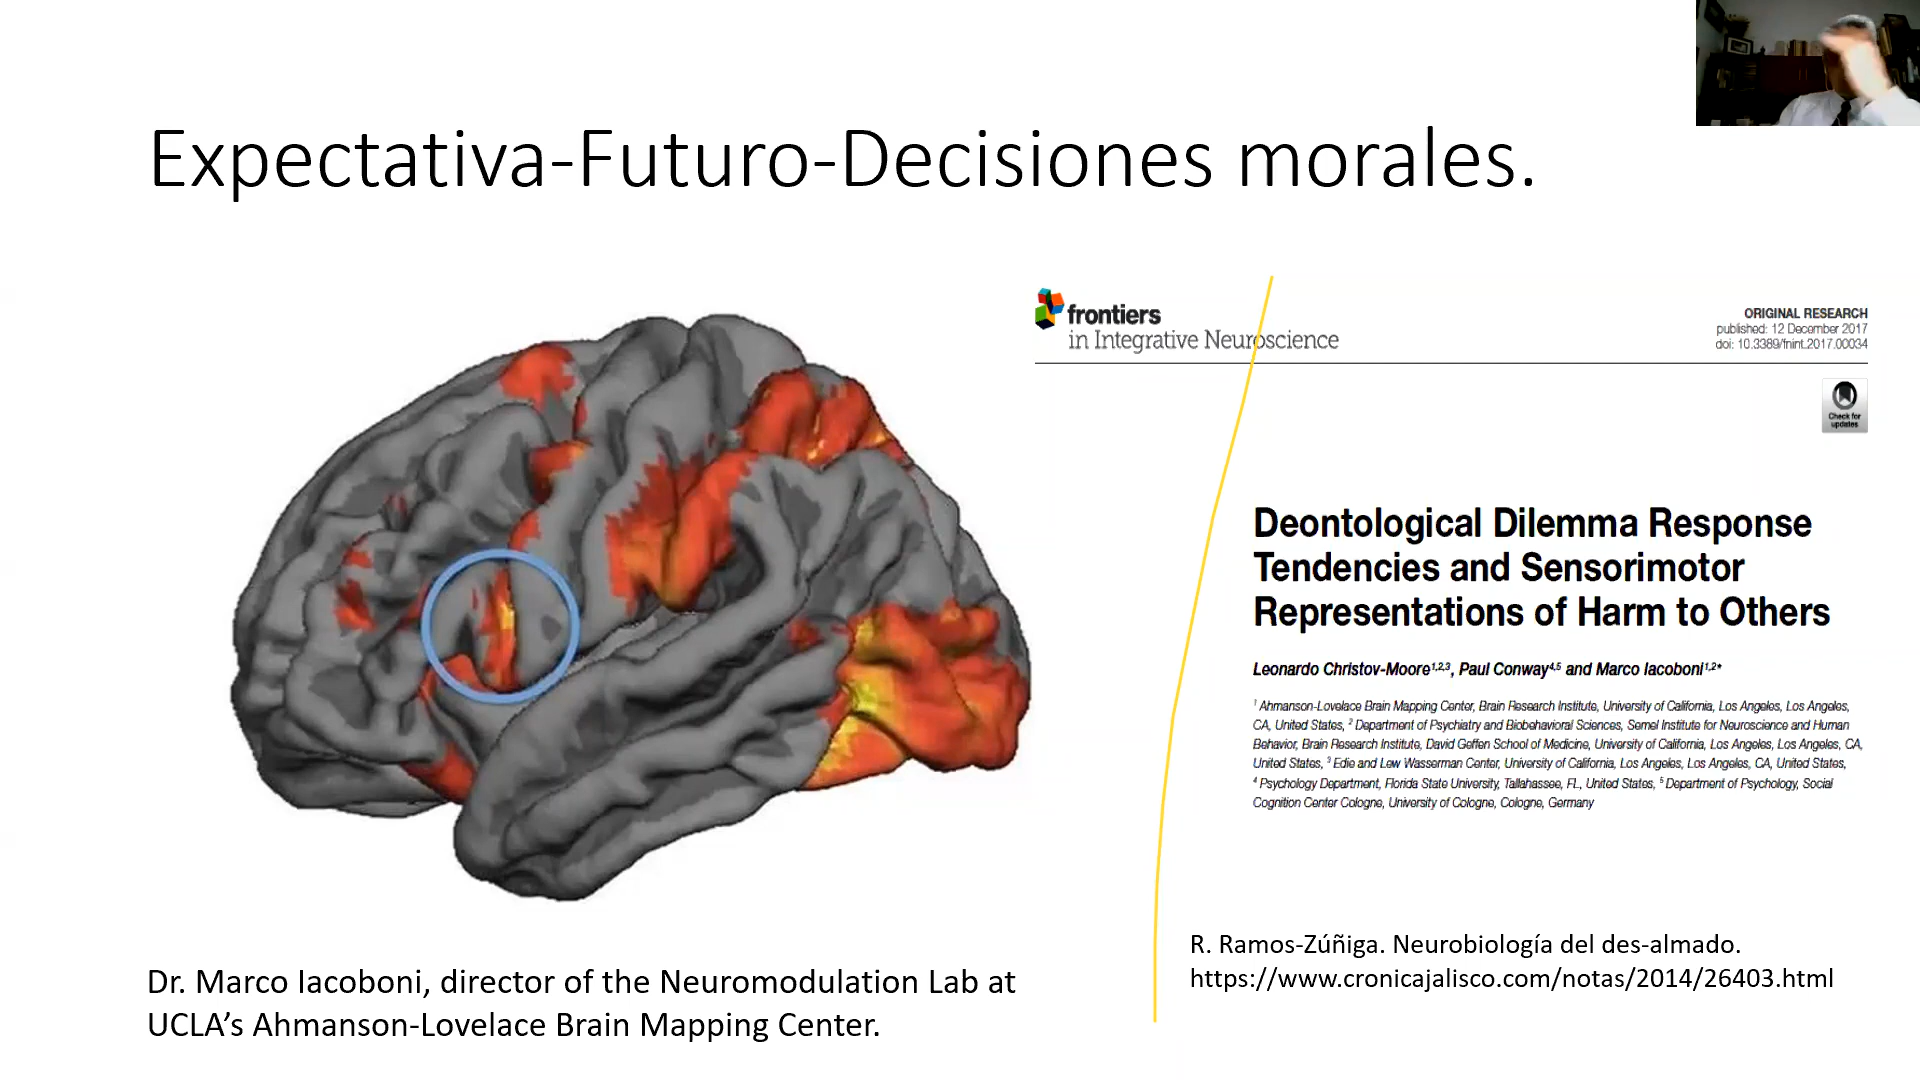 Expectativa-Futuro-Decisiones morales.
frontiers
in Integrative Neuroscience
ORIGINAL RESEARCH
published: 12 December 2017
doi: 10.3389/fnint.2017.00034
Check for
updates
Deontological Dilemma Response
Tendencies and Sensorimotor
Representations of Harm to Others
Leonardo Christov-Moore1,2,3, Paul Conway4,5 and Marco Iacoboni1,2*
1 Ahmanson-Lovelace Brain Mapping Center, Brain Research Institute, University of California, Los Angeles, Los Angeles,
CA, United States, 2 Department of Psychiatry and Biobehavioral Sciences, Semel Institute for Neuroscience and Human
Behavior, Brain Research Institute, David Geffen School of Medicine, University of California, Los Angeles, Los Angeles, CA,
United States, 3 Edie and Lew Wasserman Center, University of California, Los Angeles, Los Angeles, CA, United States,
4 Psychology Department, Florida State University, Tallahassee, FL, United States, 5 Department of Psychology, Social
Cognition Center Cologne, University of Cologne, Cologne, Germany
R. Ramos-Zúñiga. Neurobiología del des-almado.
https://www.cronicajalisco.com/notas/2014/26403.html
Dr. Marco Iacoboni, director of the Neuromodulation Lab at
UCLA’s Ahmanson-Lovelace Brain Mapping Center.